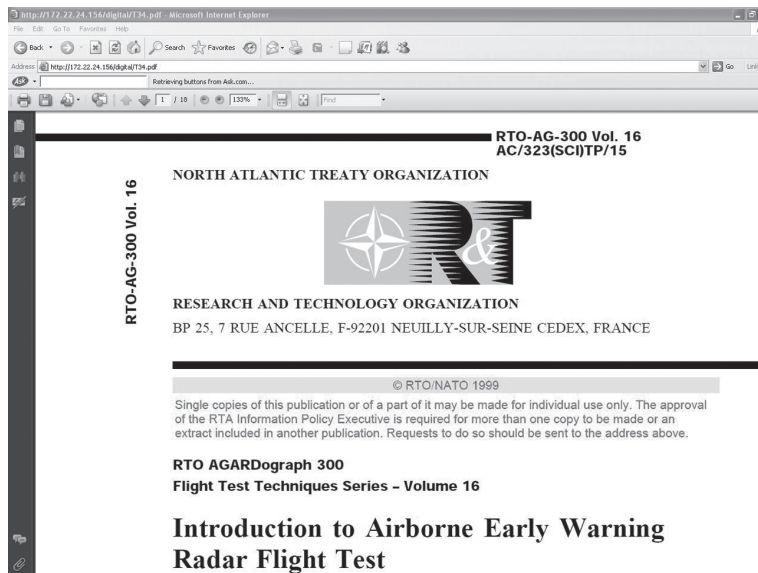 http://172.22.24.156/digital/T34.pdf - Microsoft Internet Explorer
File Edit Go To Favorites Help
Back Search Favorites
Address http://172.22.24.156/digital/T34.pdf Go Link
Ask Retrieving buttons from Ask.com...
1 / 18 133% Find
RTO-AG-300 Vol. 16
AC/323(SCI)TP/15
RTO-AG-300 Vol. 16
NORTH ATLANTIC TREATY ORGANIZATION
R&T
RESEARCH AND TECHNOLOGY ORGANIZATION
BP 25, 7 RUE ANCELLE, F-92201 NEUILLY-SUR-SEINE CEDEX, FRANCE
© RTO/NATO 1999
Single copies of this publication or of a part of it may be made for individual use only. The approval
of the RTA Information Policy Executive is required for more than one copy to be made or an
extract included in another publication. Requests to do so should be sent to the address above.
RTO AGARDograph 300
Flight Test Techniques Series – Volume 16
Introduction to Airborne Early Warning
Radar Flight Test